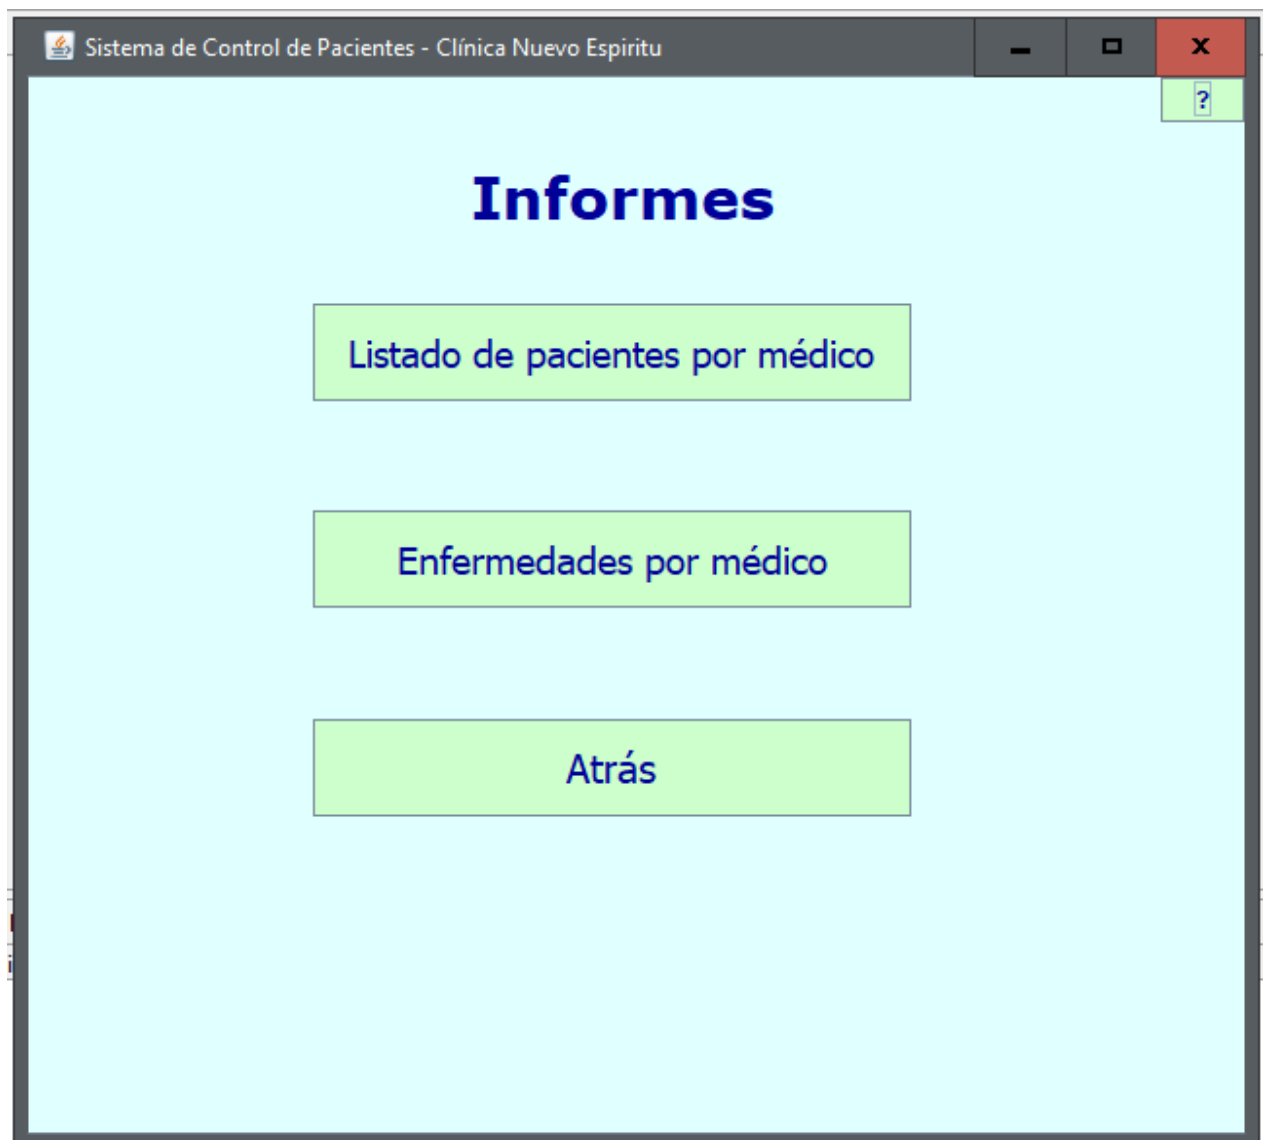 Sistema de Control de Pacientes - Clínica Nuevo Espiritu
?
Informes
Listado de pacientes por médico
Enfermedades por médico
Atrás